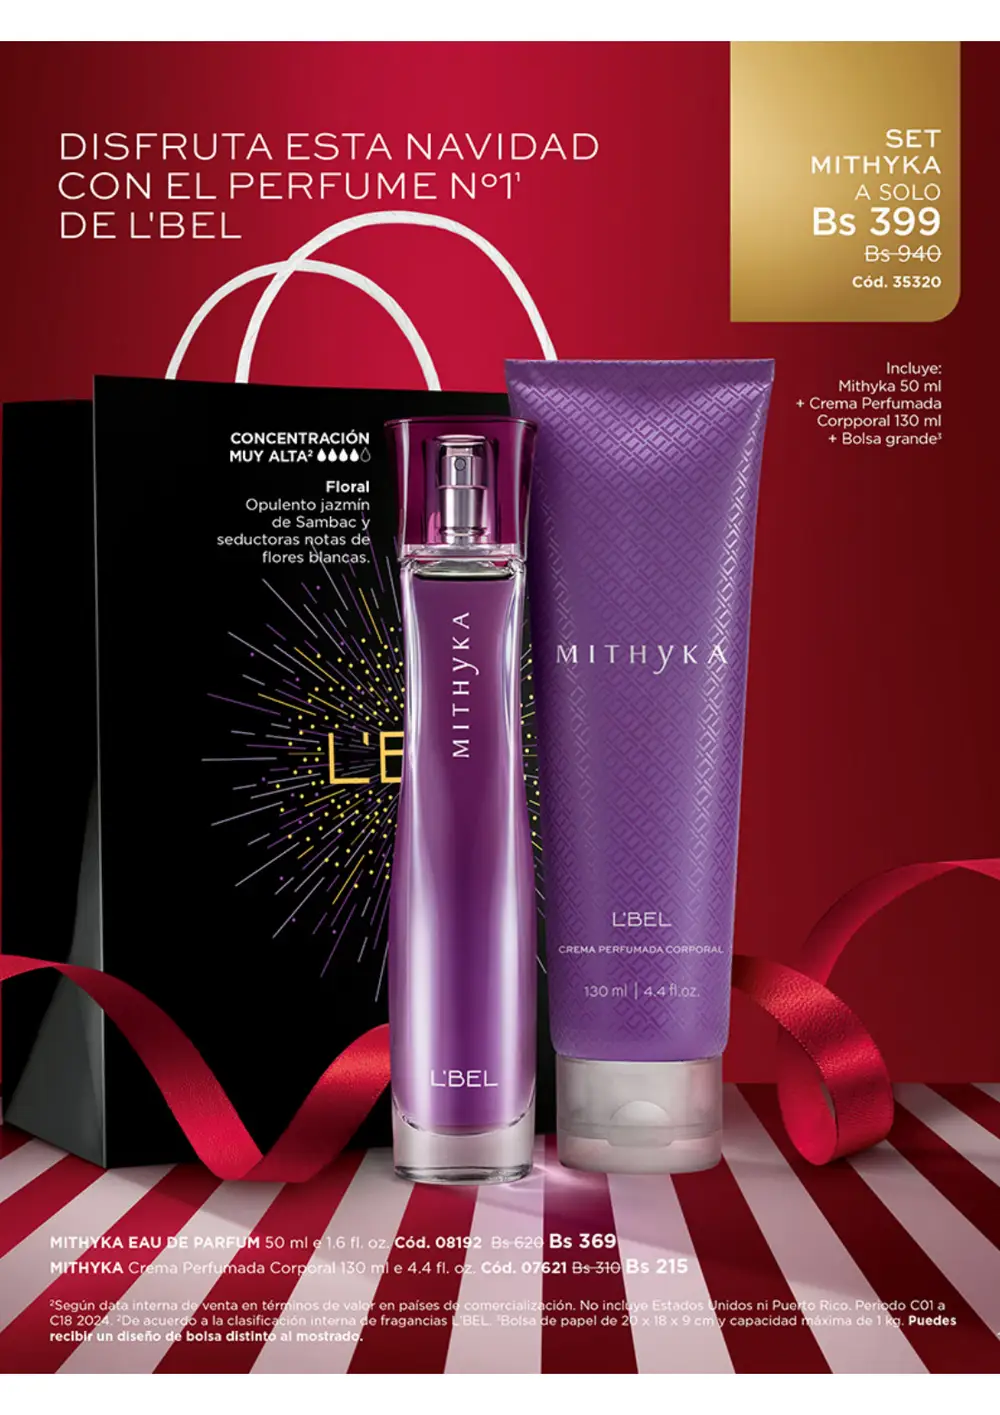 DISFRUTA ESTA NAVIDAD
CON EL PERFUME Nº1¹
DE L'BEL
SET
MITHYKA
A SOLO
Bs 399
Bs 940
Cód. 35320
Incluye:
Mithyka 50 ml
+ Crema Perfumada
Corpporal 130 ml
+ Bolsa grande³
CONCENTRACIÓN
MUY ALTA²
Floral
Opulento jazmín
de Sambac y
seductoras notas de
flores blancas.
L'BE
MITHYKA
L'BEL
MITHYKA
L'BEL
CREMA PERFUMADA CORPORAL
130 ml | 4.4 fl.oz.
MITHYKA EAU DE PARFUM 50 ml e 1.6 fl. oz. Cód. 08192 Bs 620 Bs 369
MITHYKA Crema Perfumada Corporal 130 ml e 4.4 fl. oz. Cód. 07621 Bs 310 Bs 215
²Según data interna de venta en términos de valor en países de comercialización. No incluye Estados Unidos ni Puerto Rico. Periodo C01 a
C18 2024. ²De acuerdo a la clasificación interna de fragancias L'BEL. ³Bolsa de papel de 20 x 18 x 9 cm y capacidad máxima de 1 kg. Puedes
recibir un diseño de bolsa distinto al mostrado.